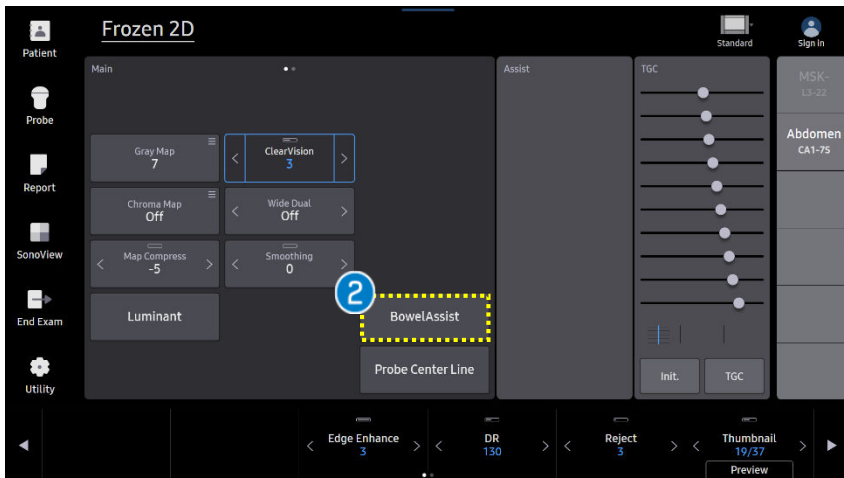 Patient
Frozen 2D
Standard
Sign In
Probe
Report
SonoView
End Exam
Utility
Main
Gray Map
7
ClearVision
3
Chroma Map
Off
Wide Dual
Off
Map Compress
-5
Smoothing
0
2
Luminant
BowelAssist
Probe Center Line
Assist
TGC
Init.
TGC
MSK-
L3-22
Abdomen
CA1-7S
Edge Enhance
3
DR
130
Reject
3
Thumbnail
19/37
Preview